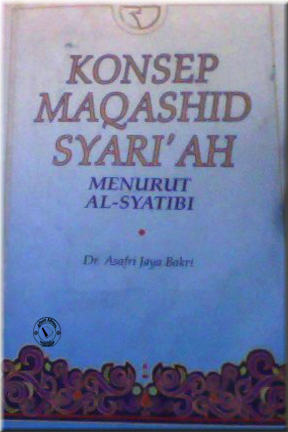 KONSEP
MAQASHID
SYARI'AH
MENURUT
AL-SYATIBI
Dr. Asafri Jaya Bakri